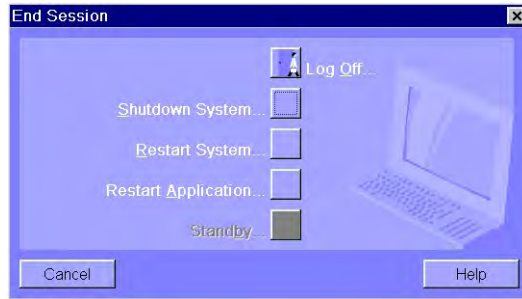 End Session
Log Off...
Shutdown System...
Restart System...
Restart Application...
Standby...
Cancel
Help